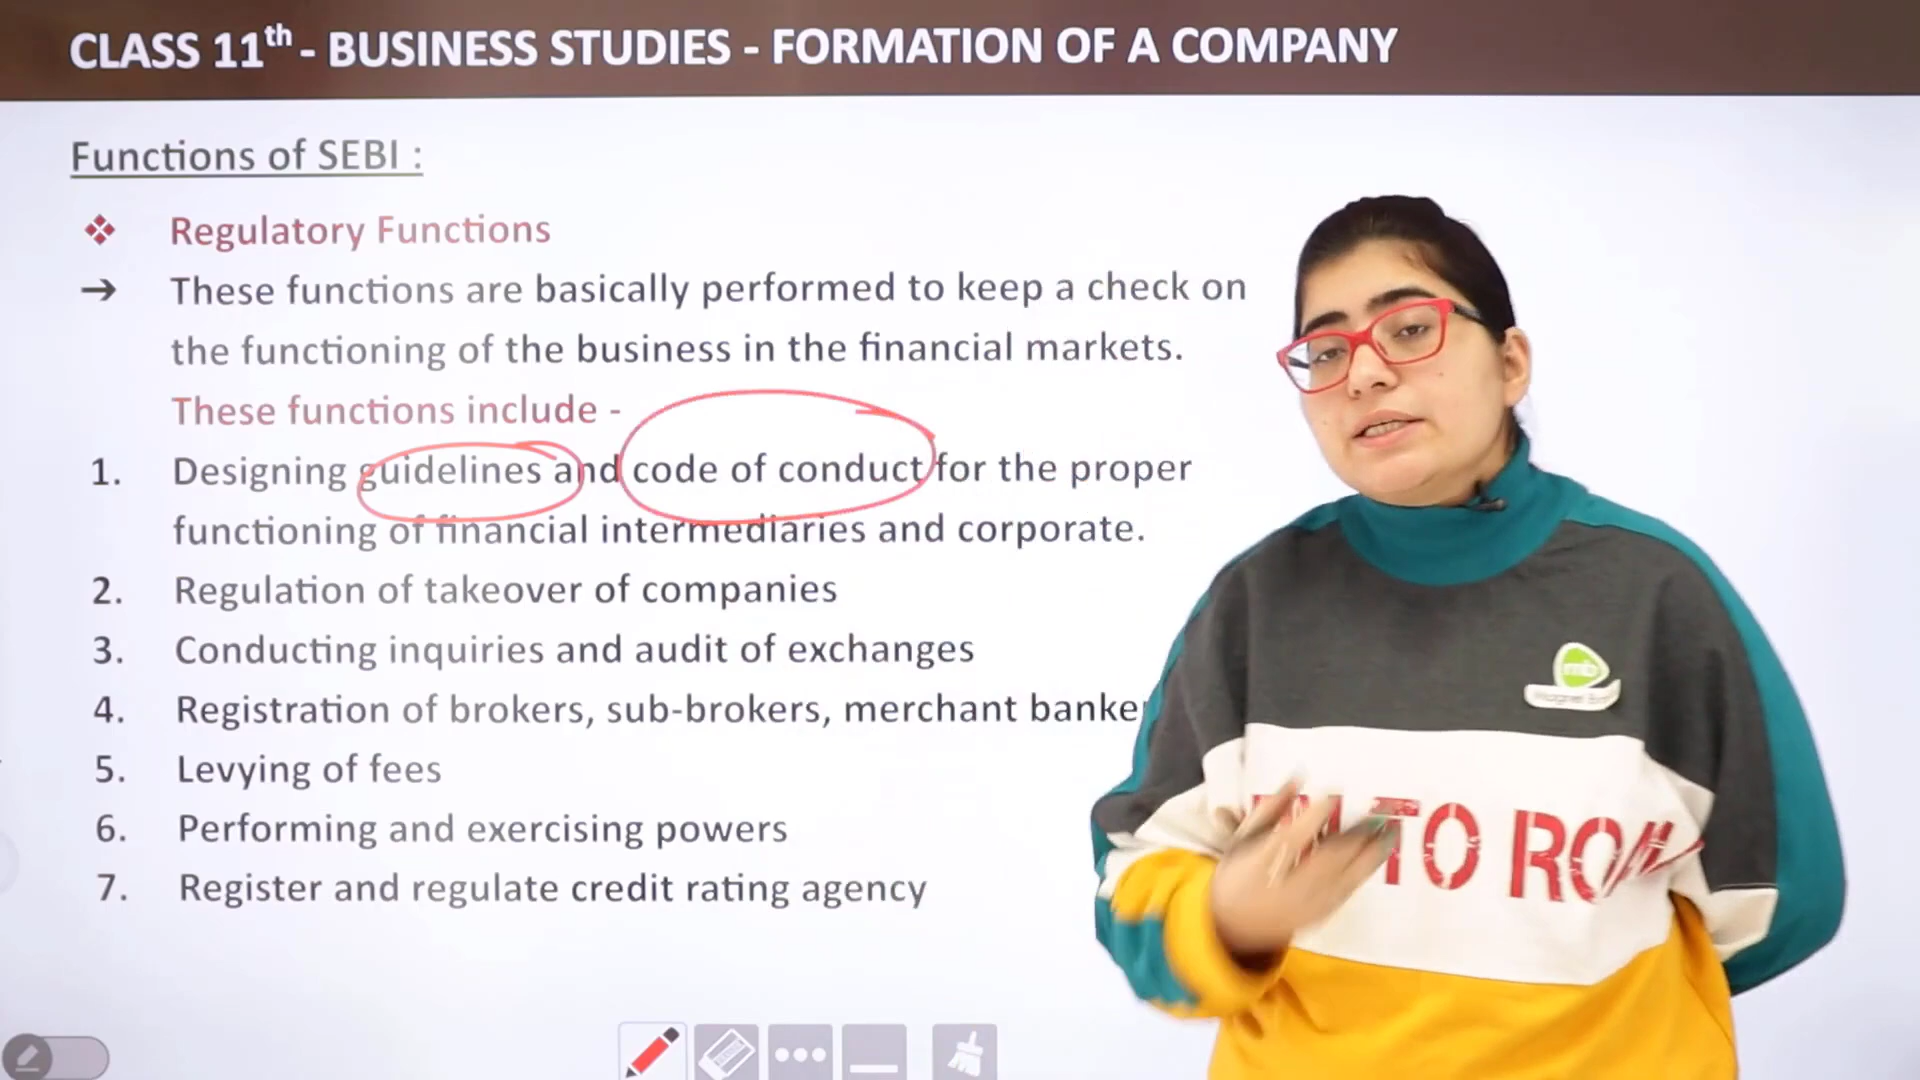 CLASS 11th - BUSINESS STUDIES - FORMATION OF A COMPANY
Functions of SEBI :
❖ Regulatory Functions
→ These functions are basically performed to keep a check on
the functioning of the business in the financial markets.
These functions include -
1. Designing guidelines and code of conduct for the proper
functioning of financial intermediaries and corporate.
2. Regulation of takeover of companies
3. Conducting inquiries and audit of exchanges
4. Registration of brokers, sub-brokers, merchant banker
5. Levying of fees
6. Performing and exercising powers
7. Register and regulate credit rating agency
TO